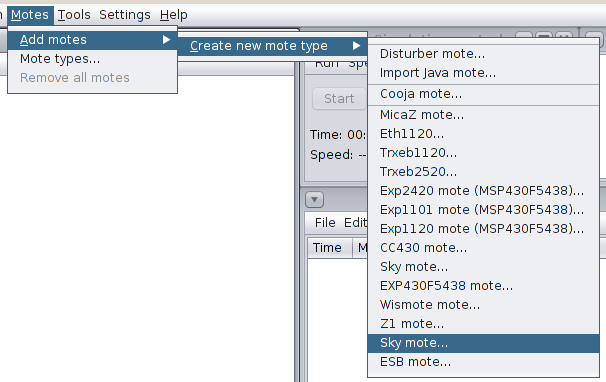 Motes Tools Settings Help
Add motes
Mote types...
Remove all motes
Create new mote type
Disturber mote...
Import Java mote...
Cooja mote...
MicaZ mote...
Eth1120...
Trxeb1120...
Trxeb2520...
Exp2420 mote (MSP430F5438)...
Exp1101 mote (MSP430F5438)...
Exp1120 mote (MSP430F5438)...
CC430 mote...
Sky mote...
EXP430F5438 mote...
Wismote mote...
Z1 mote...
Sky mote...
ESB mote...
Run
Start
Time: 00:
Speed: --
File Edit
Time